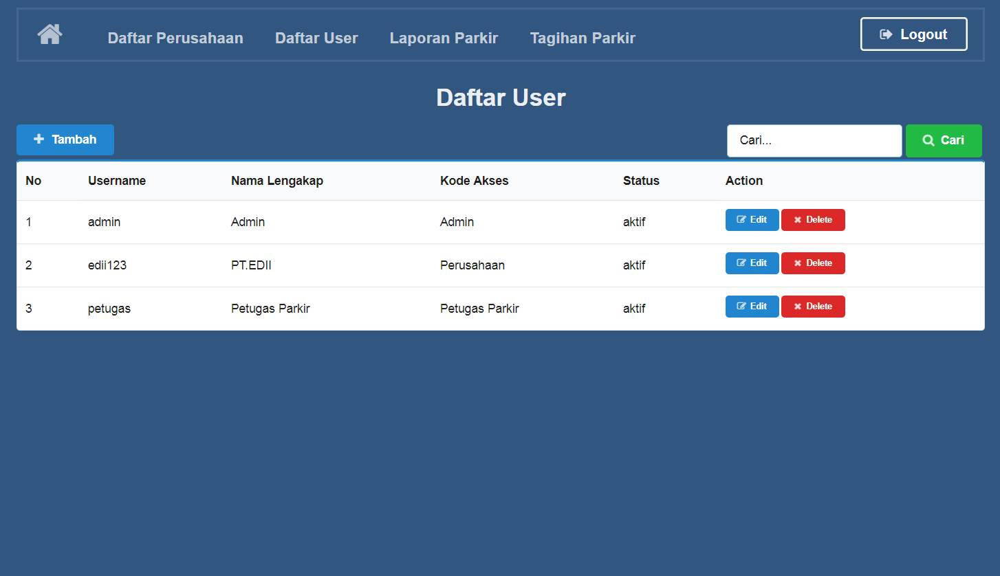 Daftar Perusahaan Daftar User Laporan Parkir Tagihan Parkir Logout
Daftar User
Tambah Cari... Cari
No Username Nama Lengakap Kode Akses Status Action
1 admin Admin Admin aktif Edit Delete
2 edii123 PT.EDII Perusahaan aktif Edit Delete
3 petugas Petugas Parkir Petugas Parkir aktif Edit Delete